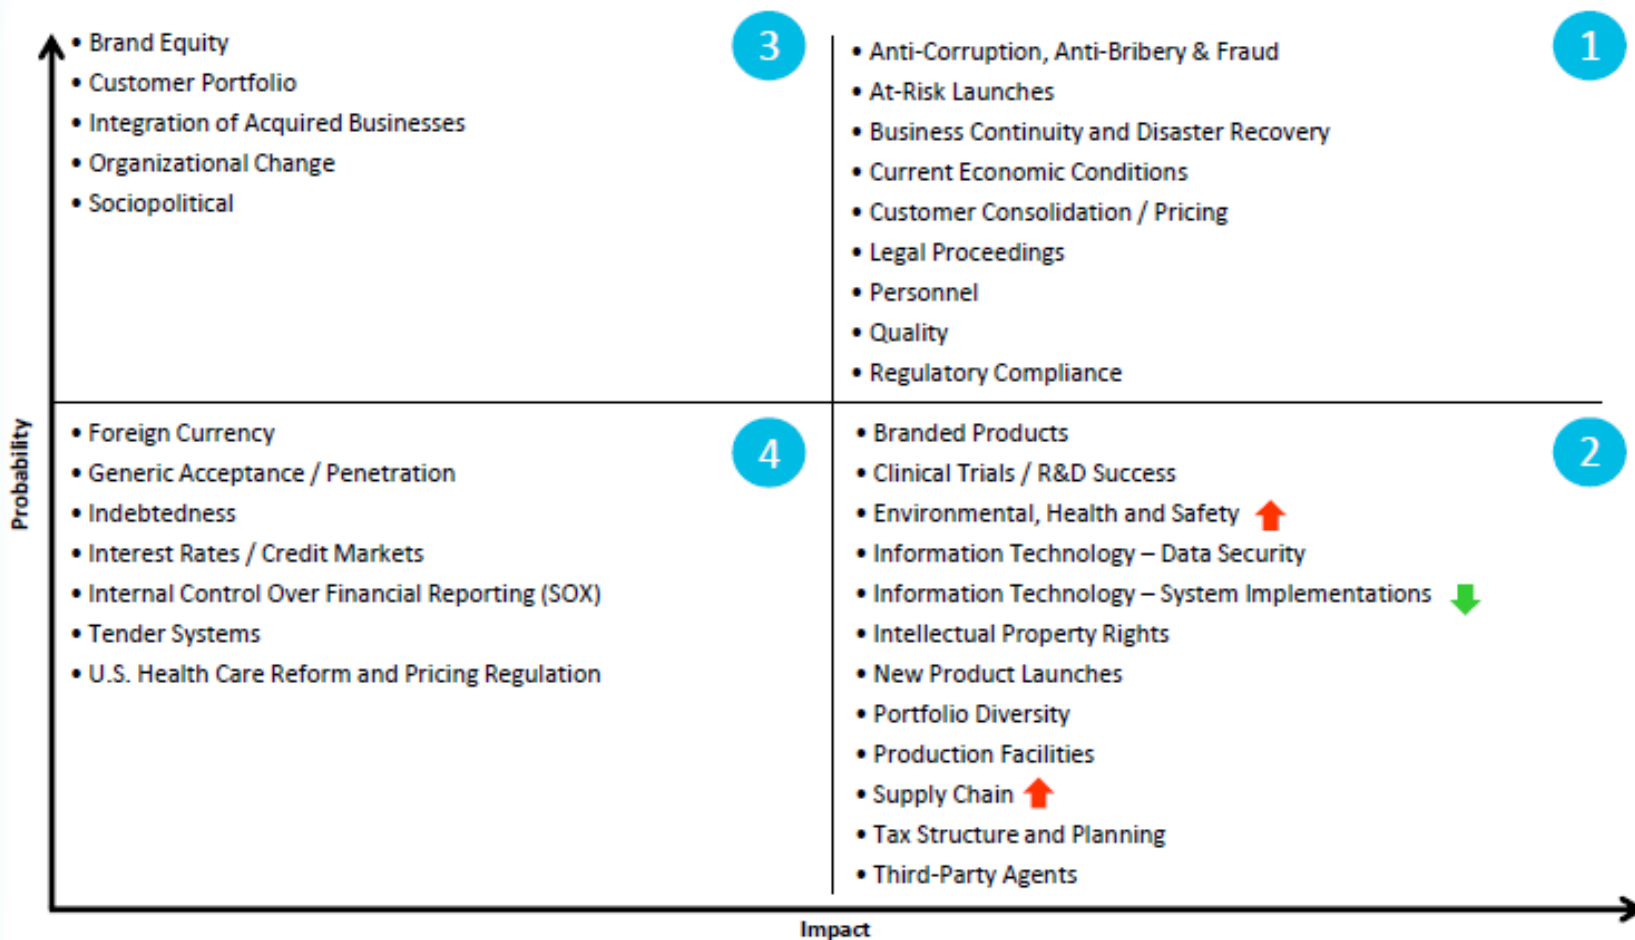 3
• Brand Equity
• Customer Portfolio
• Integration of Acquired Businesses
• Organizational Change
• Sociopolitical
1
• Anti-Corruption, Anti-Bribery & Fraud
• At-Risk Launches
• Business Continuity and Disaster Recovery
• Current Economic Conditions
• Customer Consolidation / Pricing
• Legal Proceedings
• Personnel
• Quality
• Regulatory Compliance
Probability
4
• Foreign Currency
• Generic Acceptance / Penetration
• Indebtedness
• Interest Rates / Credit Markets
• Internal Control Over Financial Reporting (SOX)
• Tender Systems
• U.S. Health Care Reform and Pricing Regulation
2
• Branded Products
• Clinical Trials / R&D Success
• Environmental, Health and Safety
• Information Technology – Data Security
• Information Technology – System Implementations
• Intellectual Property Rights
• New Product Launches
• Portfolio Diversity
• Production Facilities
• Supply Chain
• Tax Structure and Planning
• Third-Party Agents
Impact